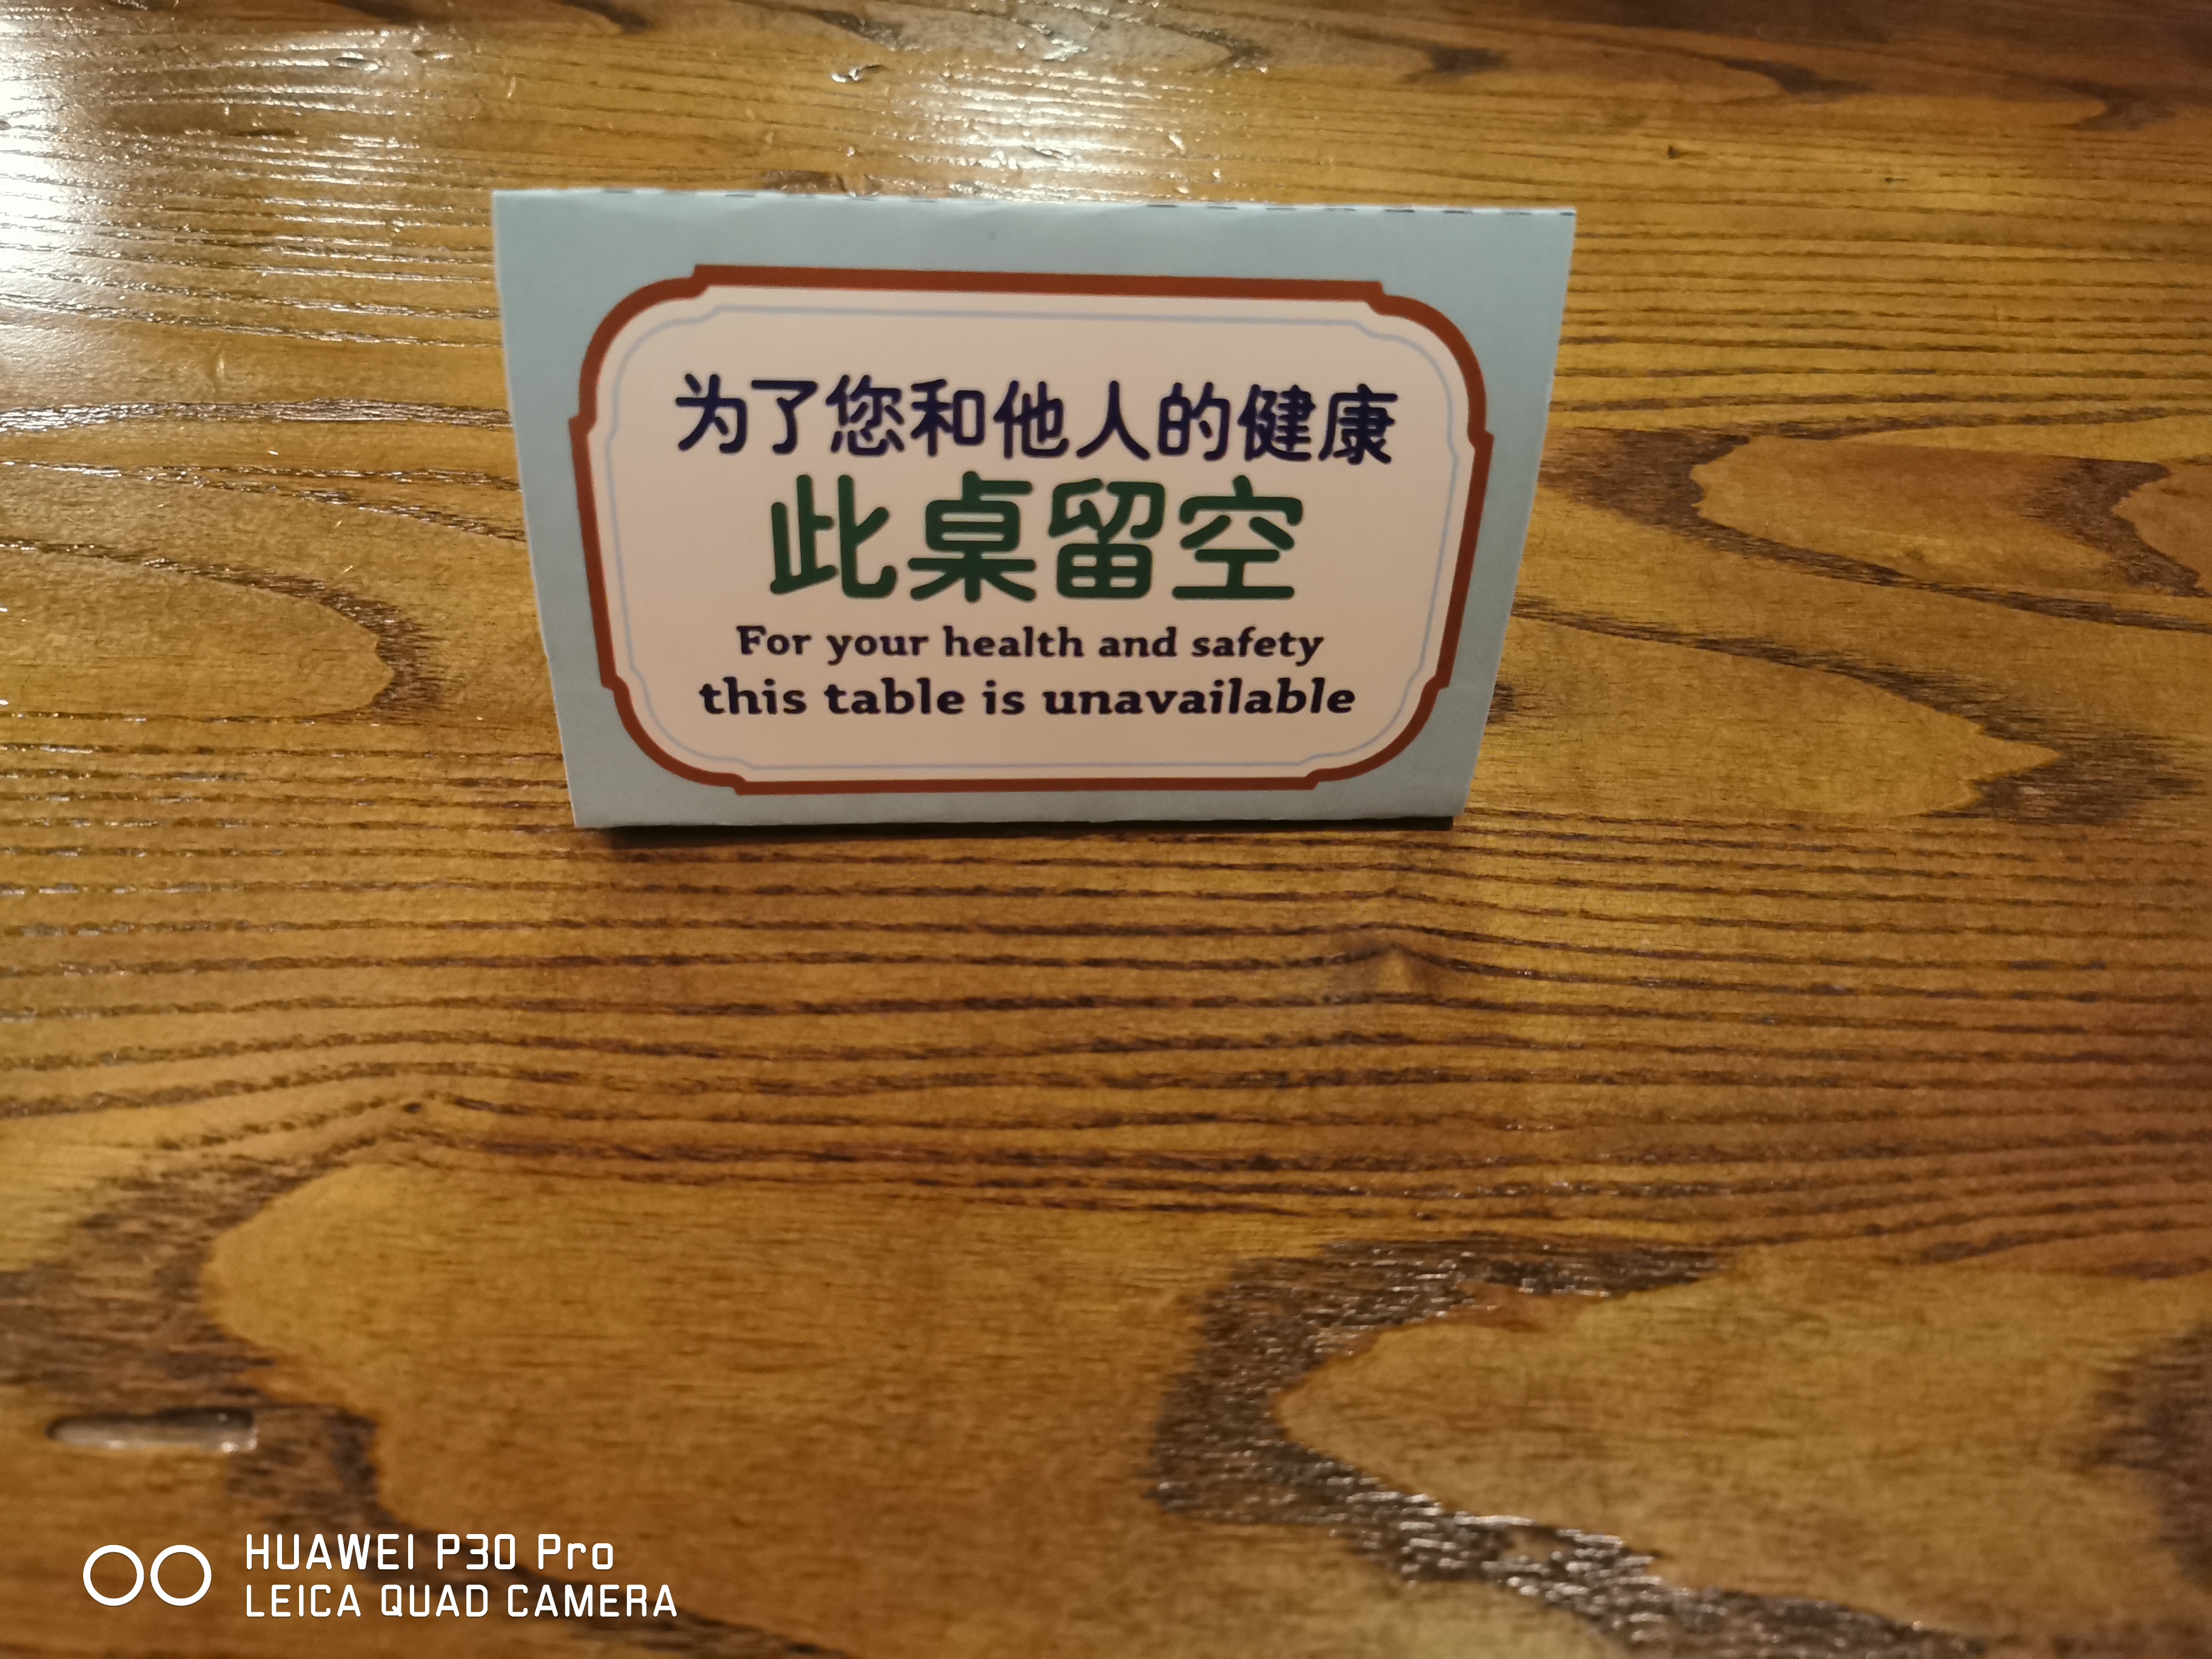 为了您和他人的健康
此桌留空
For your health and safety
this table is unavailable
HUAWEI P30 Pro
LEICA QUAD CAMERA